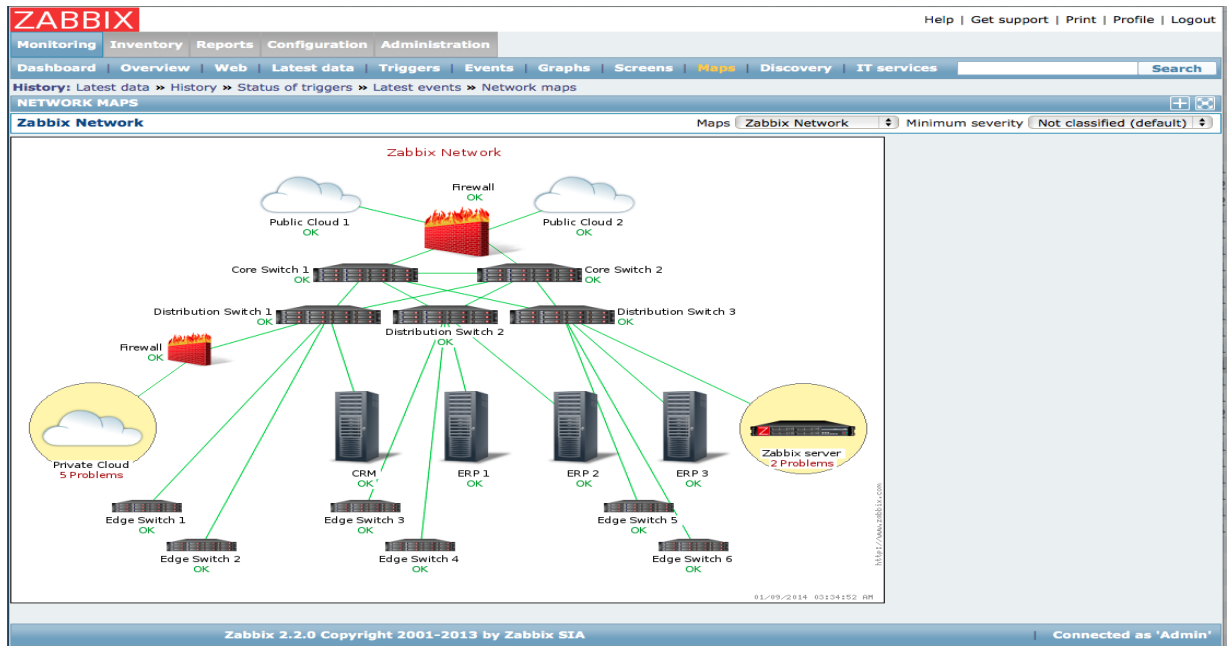 ZABBIX
Help | Get support | Print | Profile | Logout
Monitoring Inventory Reports Configuration Administration
Dashboard | Overview | Web | Latest data | Triggers | Events | Graphs | Screens | Maps | Discovery | IT services Search
History: Latest data » History » Status of triggers » Latest events » Network maps
NETWORK MAPS
Zabbix Network
Maps Zabbix Network Minimum severity Not classified (default)
Zabbix Network
Firewall
OK
Public Cloud 1
OK
Public Cloud 2
OK
Core Switch 1
OK
Core Switch 2
OK
Distribution Switch 1
OK
Distribution Switch 2
OK
Distribution Switch 3
OK
Firewall
OK
Private Cloud
5 Problems
CRM
OK
ERP 1
OK
ERP 2
OK
ERP 3
OK
Z
Zabbix server
2 Problems
Edge Switch 1
OK
Edge Switch 2
OK
Edge Switch 3
OK
Edge Switch 4
OK
Edge Switch 5
OK
Edge Switch 6
OK
http://www.zabbix.com
01/09/2014 03:34:52 AM
Zabbix 2.2.0 Copyright 2001-2013 by Zabbix SIA
| Connected as 'Admin'